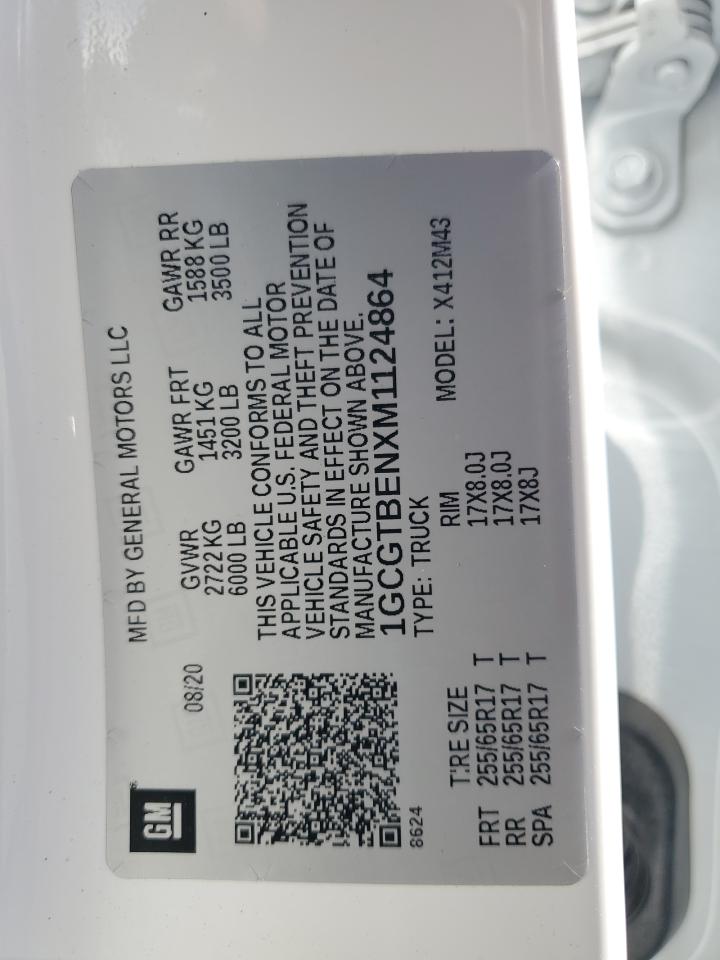 GM
MFD BY GENERAL MOTORS LLC
08/20
GVWR GAWR FRT GAWR RR
2722 KG 1451 KG 1588 KG
6000 LB 3200 LB 3500 LB
THIS VEHICLE CONFORMS TO ALL
APPLICABLE U.S. FEDERAL MOTOR
VEHICLE SAFETY AND THEFT PREVENTION
STANDARDS IN EFFECT ON THE DATE OF
MANUFACTURE SHOWN ABOVE.
1GCGTBENXM1124864
8624
TYPE: TRUCK MODEL: X412M43
TIRE SIZE RIM
FRT 255/65R17 T 17X8.0J
RR 255/65R17 T 17X8.0J
SPA 255/65R17 T 17X8J